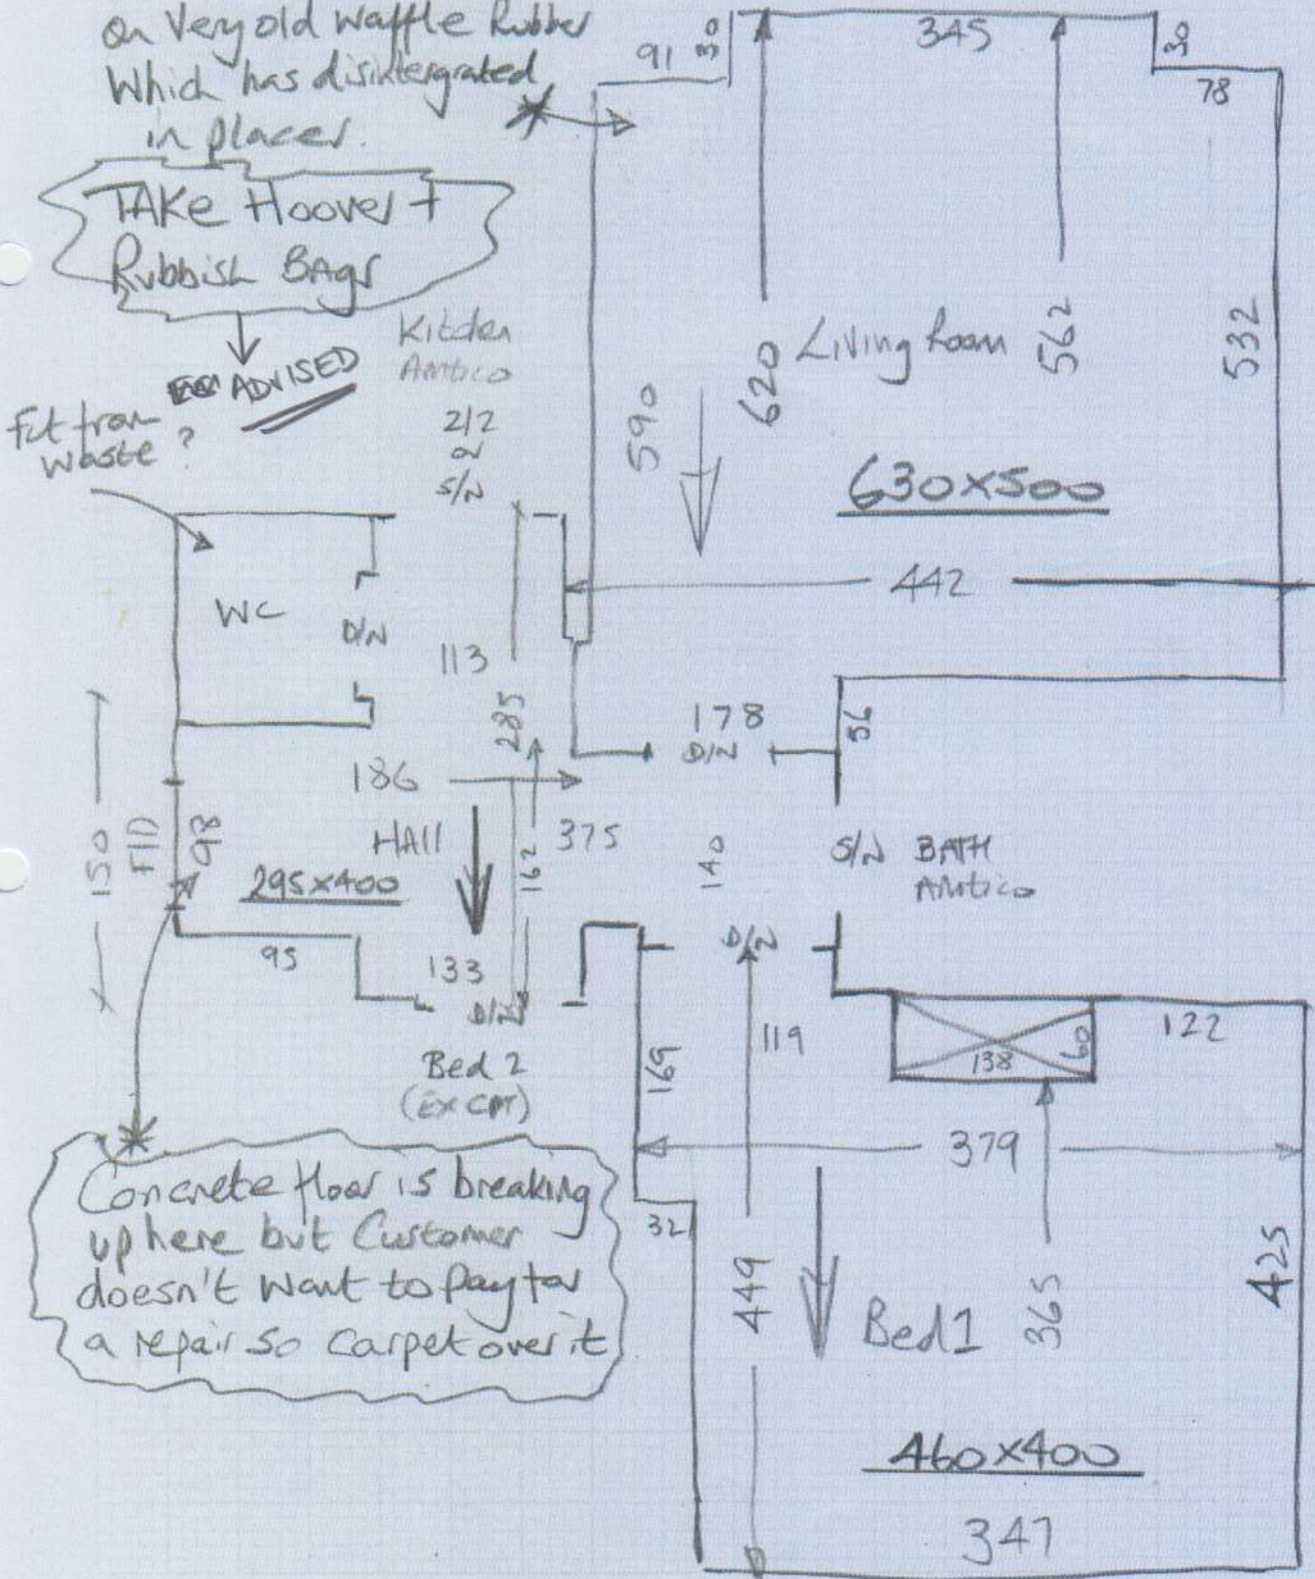 on Very old Waffle Rubber
Which has disintergrated
in places.
TAKE Hoover +
Rubbish BAgs
ADVISED
Kitchen
Amtico
2/2
or
S/N
Fit from
waste ?
WC
D/N
113
285
186
HAll
295x400
150
F/D
98
95
133
162
375
D/N
Bed 2
(EX CPT)
Concrete floor is breaking
up here but Customer
doesn't want to pay for
a repair so carpet over it
91
30
345
30
78
590
620
Living Room
562
532
630x500
442
178
D/N
56
140
S/N BATH
Amtico
D/N
119
169
138
60
122
379
32
449
Bed 1
365
425
460x400
347